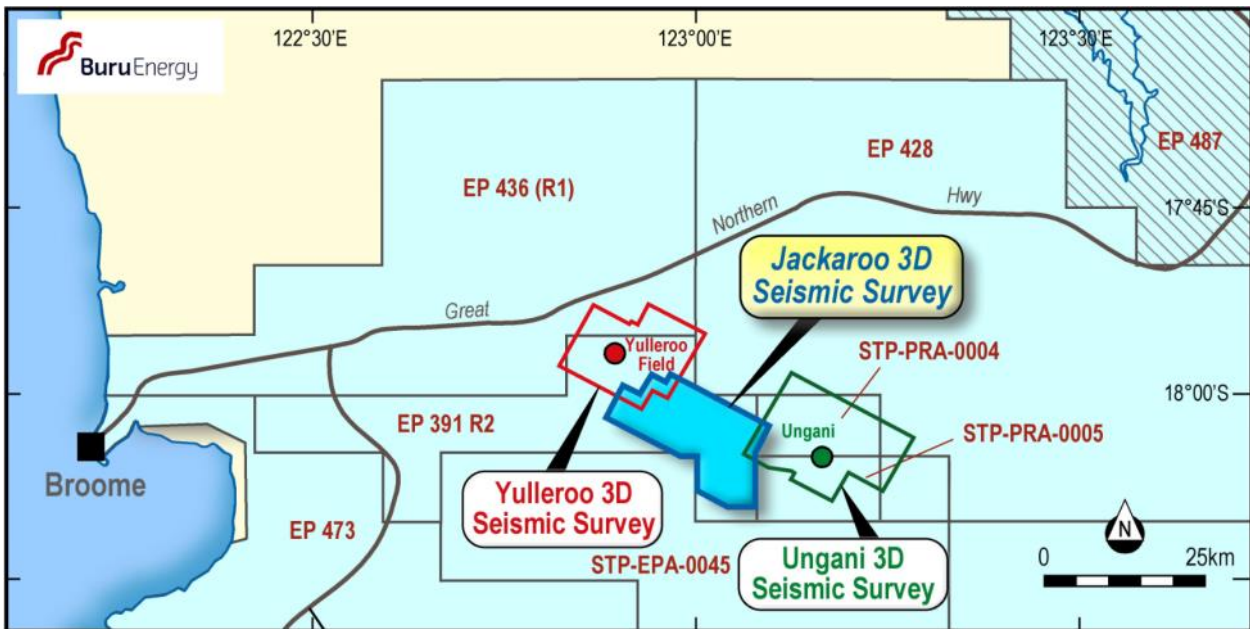 BuruEnergy
122°30'E
123°00'E
123°30'E
EP 487
EP 428
EP 436 (R1)
17°45'S
Hwy
Northern
Great
Jackaroo 3D
Seismic Survey
Yulleroo
Field
STP-PRA-0004
18°00'S
EP 391 R2
Ungani
STP-PRA-0005
Broome
Yulleroo 3D
Seismic Survey
EP 473
STP-EPA-0045
Ungani 3D
Seismic Survey
N
0
25km